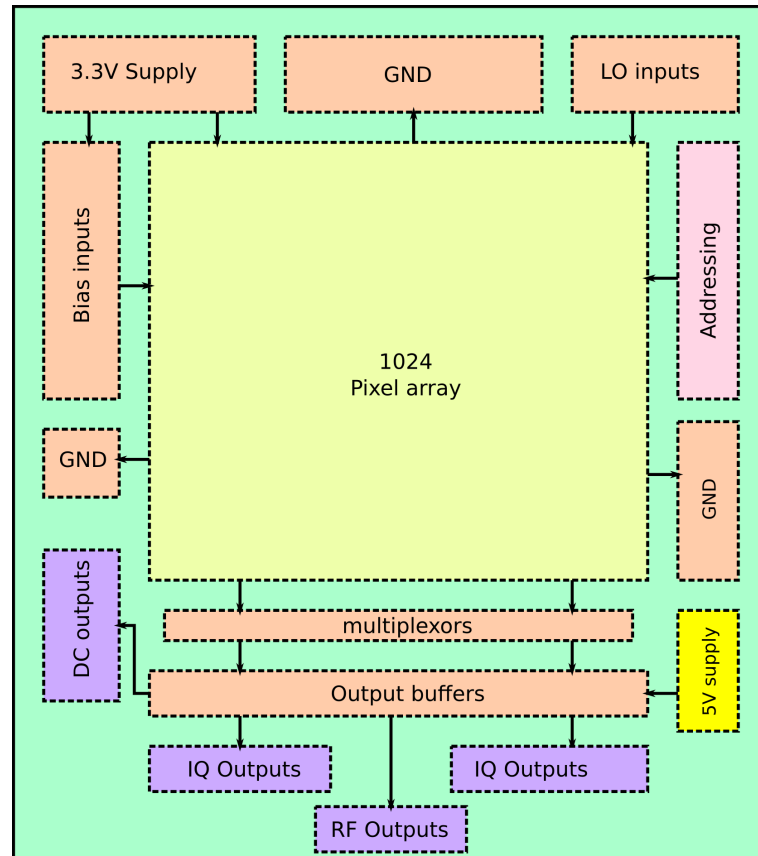 3.3V Supply
GND
LO inputs
Bias inputs
Addressing
1024
Pixel array
GND
GND
DC outputs
multiplexors
5V supply
Output buffers
IQ Outputs
IQ Outputs
RF Outputs